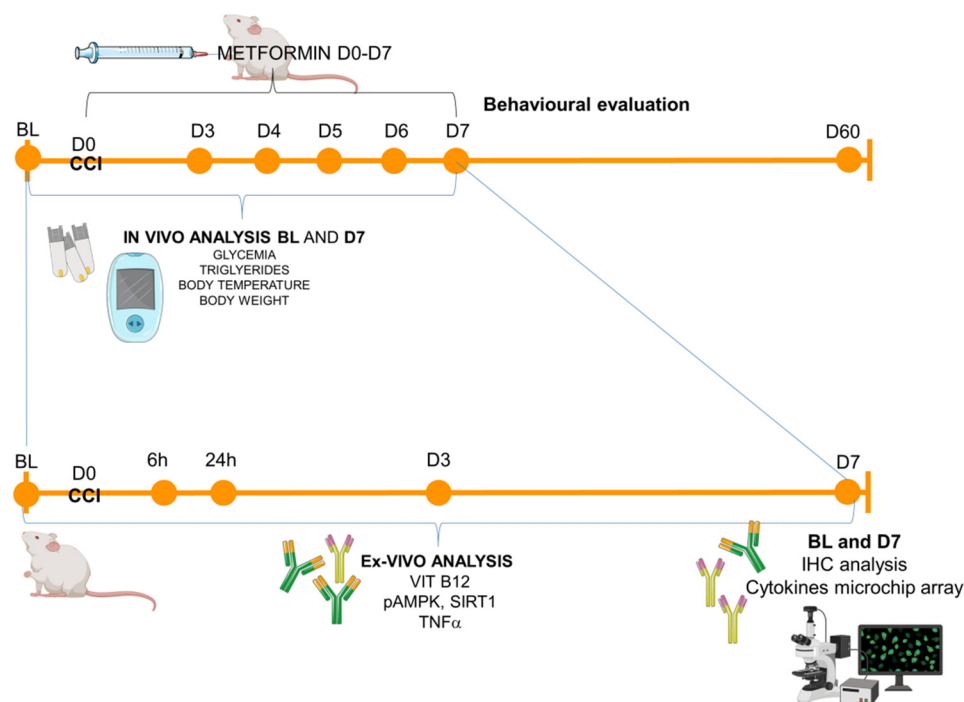 METFORMIN D0-D7
Behavioural evaluation
BL
D0
CCI
D3
D4
D5
D6
D7
D60
IN VIVO ANALYSIS BL AND D7
GLYCEMIA
TRIGLYERIDES
BODY TEMPERATURE
BODY WEIGHT
BL
D0
CCI
6h
24h
D3
D7
Ex-VIVO ANALYSIS
VIT B12
pAMPK, SIRT1
TNFα
BL and D7
IHC analysis
Cytokines microchip array